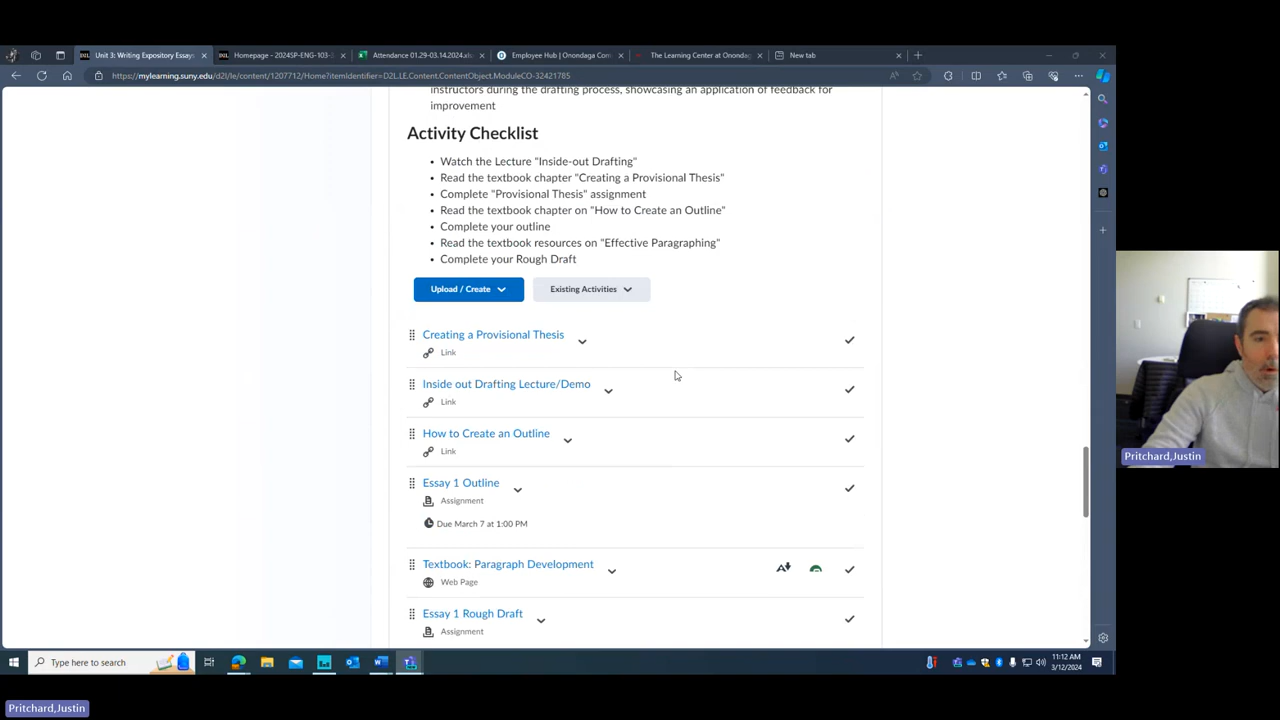 Unit 3: Writing Expository Essays
Homepage - 2024SP-ENG-103-
Attendance 01.29-03.14.2024.xls
Employee Hub | Onondaga Con
The Learning Center at Onondag
New tab
https://mylearning.suny.edu/d2l/le/content/1207712/Home?itemIdentifier=D2L.LE.Content.ContentObject.ModuleCO-32421785
instructors during the drafting process, showcasing an application of feedback for
improvement
Activity Checklist
• Watch the Lecture "Inside-out Drafting"
• Read the textbook chapter "Creating a Provisional Thesis"
• Complete "Provisional Thesis" assignment
• Read the textbook chapter on "How to Create an Outline"
• Complete your outline
• Read the textbook resources on "Effective Paragraphing"
• Complete your Rough Draft
Upload / Create
Existing Activities
Creating a Provisional Thesis
Link
Inside out Drafting Lecture/Demo
Link
How to Create an Outline
Link
Essay 1 Outline
Assignment
Due March 7 at 1:00 PM
Textbook: Paragraph Development
Web Page
Essay 1 Rough Draft
Assignment
Pritchard,Justin
Type here to search
11:12 AM
3/12/2024
Pritchard,Justin